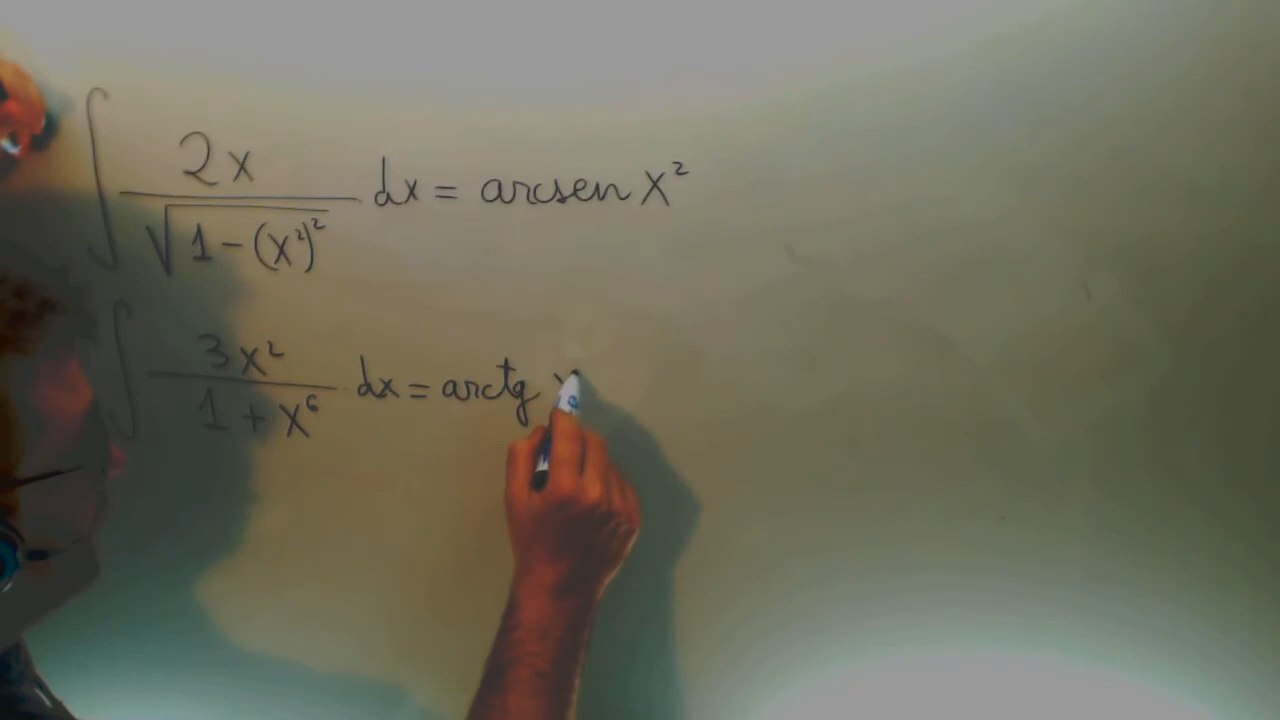 ∫ 2x / √(1-(x²)²) dx = arcsen x²
∫ 3x² / (1 + x⁶) dx = arctg